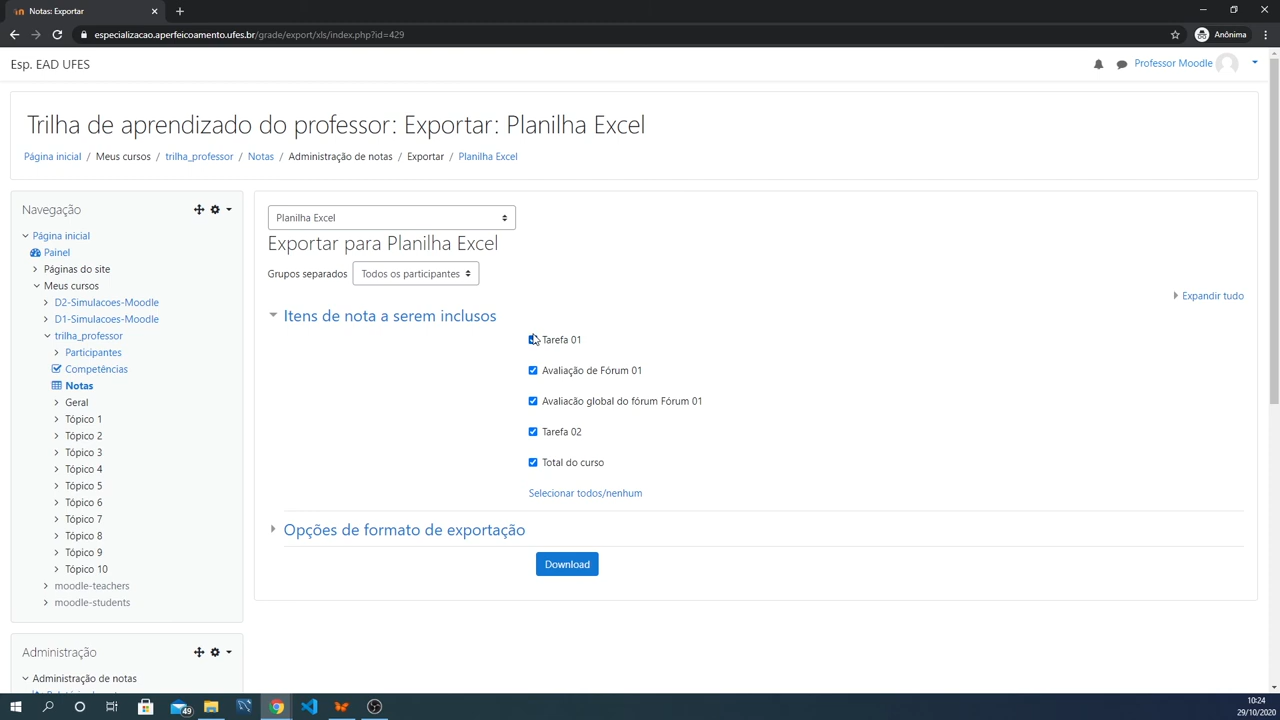 Notas: Exportar
especializacao.aperfeicoamento.ufes.br/grade/export/xls/index.php?id=429
Anônima
Esp. EAD UFES
Professor Moodle
Trilha de aprendizado do professor: Exportar: Planilha Excel
Página inicial / Meus cursos / trilha_professor / Notas / Administração de notas / Exportar / Planilha Excel
Navegação
Página inicial
Painel
Páginas do site
Meus cursos
D2-Simulacoes-Moodle
D1-Simulacoes-Moodle
trilha_professor
Participantes
Competências
Notas
Geral
Tópico 1
Tópico 2
Tópico 3
Tópico 4
Tópico 5
Tópico 6
Tópico 7
Tópico 8
Tópico 9
Tópico 10
moodle-teachers
moodle-students
Administração
Administração de notas
Planilha Excel
Exportar para Planilha Excel
Grupos separados Todos os participantes
Expandir tudo
Itens de nota a serem inclusos
Tarefa 01
Avaliação de Fórum 01
Avaliacão global do fórum Fórum 01
Tarefa 02
Total do curso
Selecionar todos/nenhum
Opções de formato de exportação
Download
49
10:24
29/10/2020